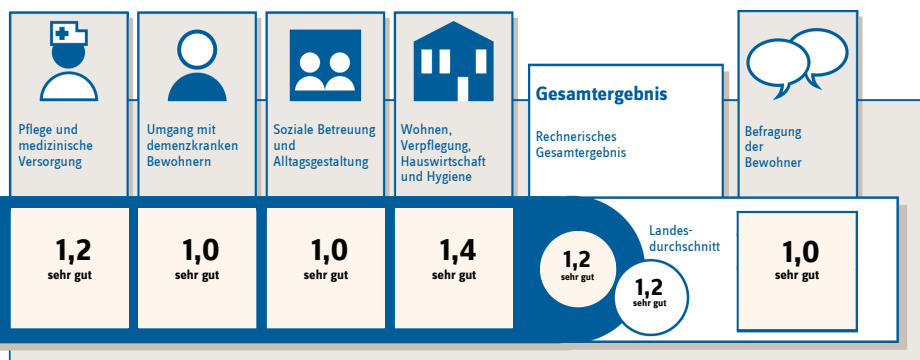 Pflege und
medizinische
Versorgung
Umgang mit
demenzkranken
Bewohnern
Soziale Betreuung
und
Alltagsgestaltung
Wohnen,
Verpflegung,
Hauswirtschaft
und Hygiene
Gesamtergebnis
Rechnerisches
Gesamtergebnis
Befragung
der
Bewohner
1,2
sehr gut
1,0
sehr gut
1,0
sehr gut
1,4
sehr gut
1,2
sehr gut
Landes-
durchschnitt
1,2
sehr gut
1,0
sehr gut